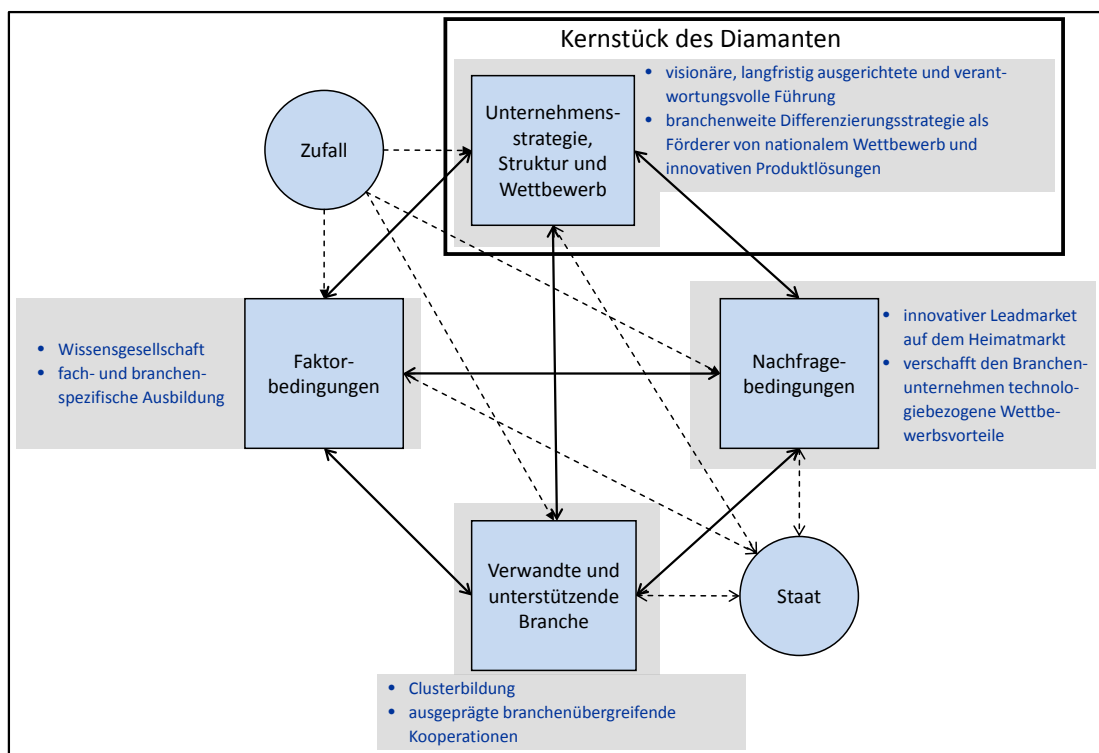 Kernstück des Diamanten
Unternehmens-
strategie,
Struktur und
Wettbewerb
• visionäre, langfristig ausgerichtete und verant-
wortungsvolle Führung
• branchenweite Differenzierungsstrategie als
Förderer von nationalem Wettbewerb und
innovativen Produktlösungen
Zufall
• Wissensgesellschaft
• fach- und branchen-
spezifische Ausbildung
Faktor-
bedingungen
Nachfrage-
bedingungen
• innovativer Leadmarket
auf dem Heimatmarkt
• verschafft den Branchen-
unternehmen technolo-
giebezogene Wettbe-
werbsvorteile
Verwandte und
unterstützende
Branche
Staat
• Clusterbildung
• ausgeprägte branchenübergreifende
Kooperationen